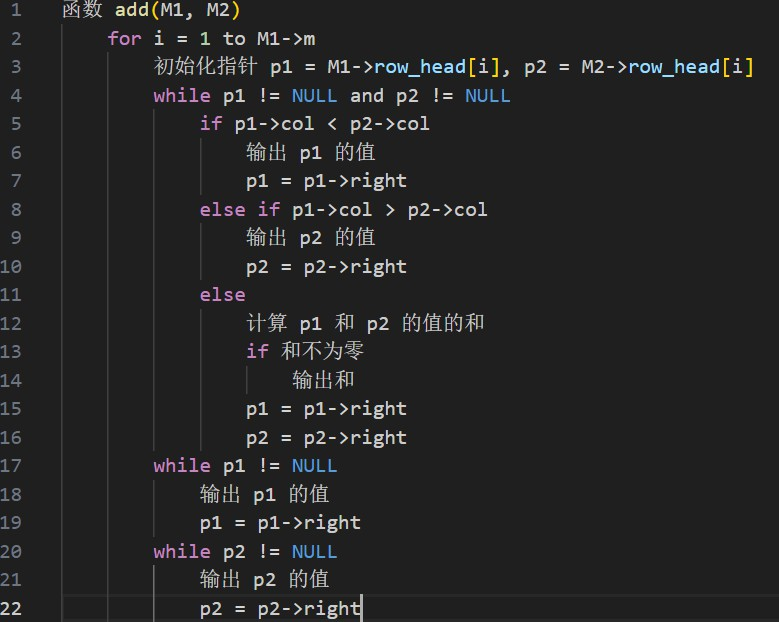 1 函数 add(M1, M2)
2 for i = 1 to M1->m
3 初始化指针 p1 = M1->row_head[i], p2 = M2->row_head[i]
4 while p1 != NULL and p2 != NULL
5 if p1->col < p2->col
6 输出 p1 的值
7 p1 = p1->right
8 else if p1->col > p2->col
9 输出 p2 的值
10 p2 = p2->right
11 else
12 计算 p1 和 p2 的值的和
13 if 和不为零
14 输出和
15 p1 = p1->right
16 p2 = p2->right
17 while p1 != NULL
18 输出 p1 的值
19 p1 = p1->right
20 while p2 != NULL
21 输出 p2 的值
22 p2 = p2->right